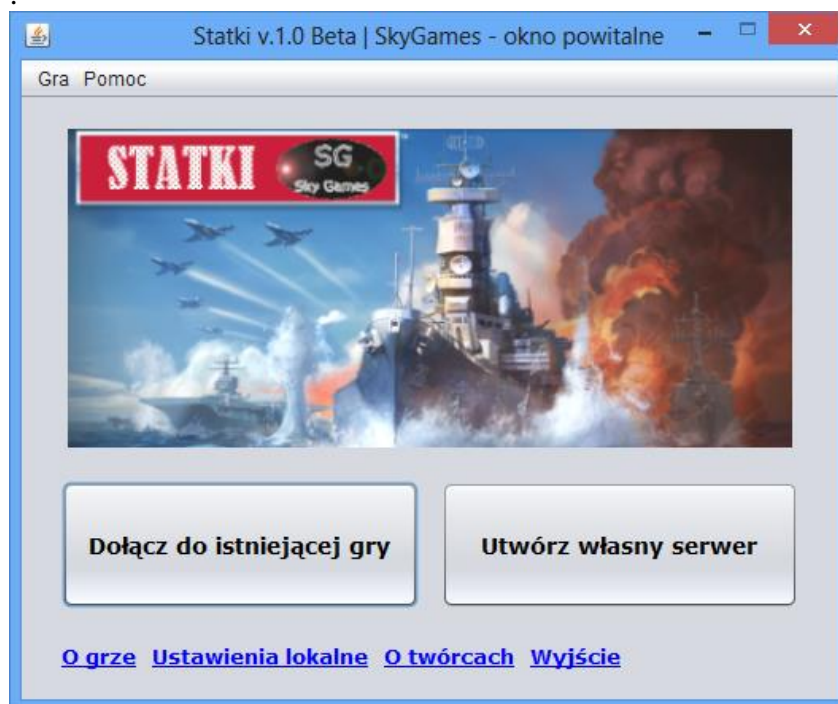 Statki v.1.0 Beta | SkyGames - okno powitalne
Gra Pomoc
STATKI
SG
Sky Games
Dołącz do istniejącej gry
Utwórz własny serwer
O grze Ustawienia lokalne O twórcach Wyjście